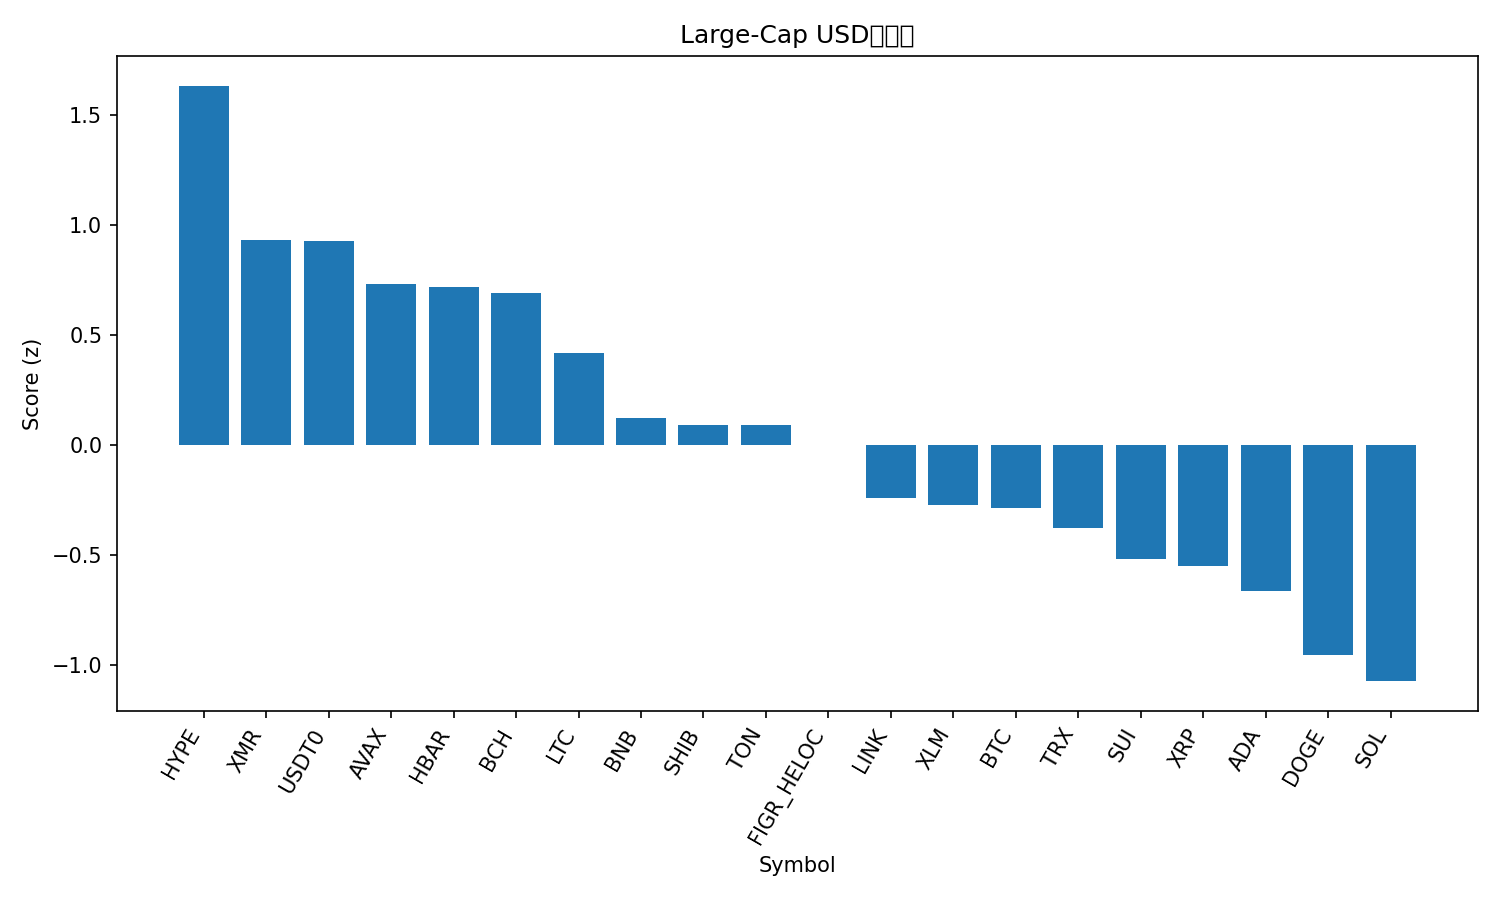 Large-Cap USD
Score (z)
1.5
1.0
0.5
0.0
−0.5
−1.0
HYPE
XMR
USDT0
AVAX
HBAR
BCH
LTC
BNB
SHIB
TON
FIGR_HELOC
LINK
XLM
BTC
TRX
SUI
XRP
ADA
DOGE
SOL
Symbol